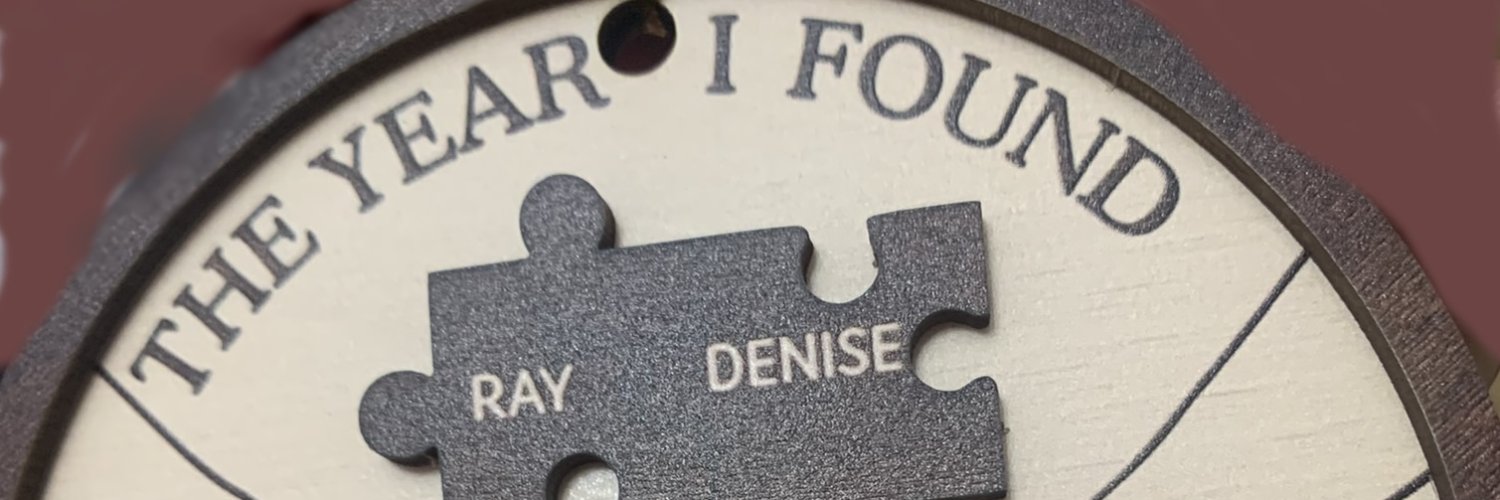 THE YEAR I FOUND
RAY DENISE